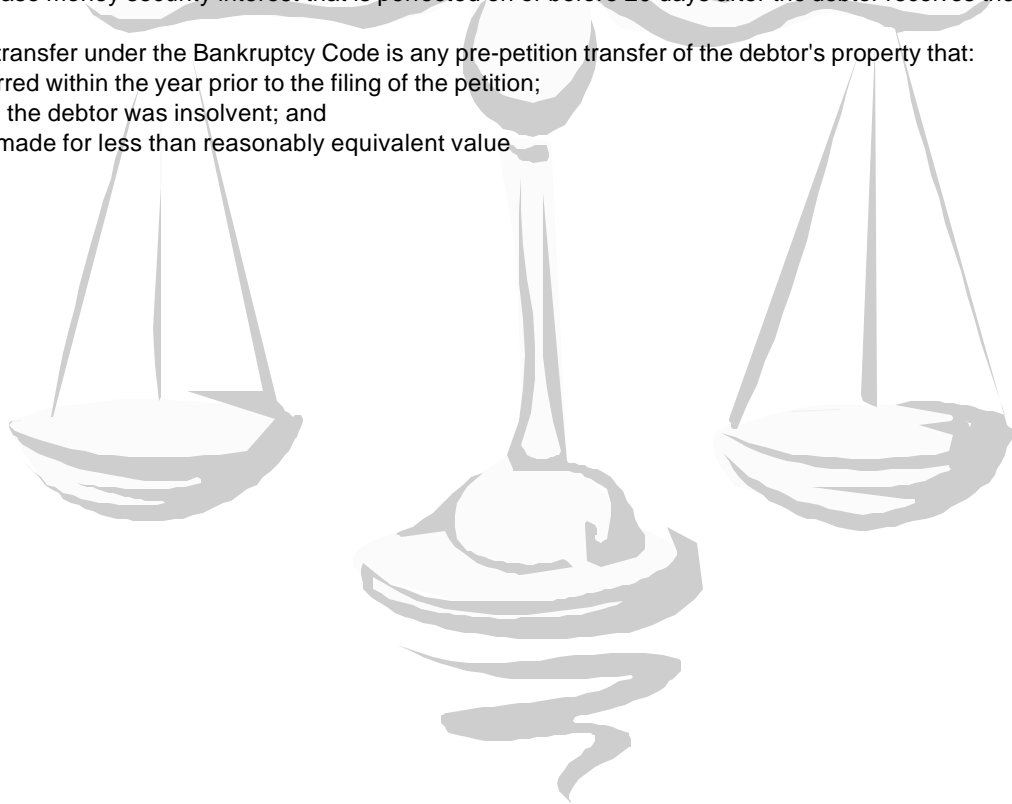 money security interest that is perfected on or before 20 days after the debtor receives the
transfer under the Bankruptcy Code is any pre-petition transfer of the debtor's property that:
rred within the year prior to the filing of the petition;
the debtor was insolvent; and
made for less than reasonably equivalent value